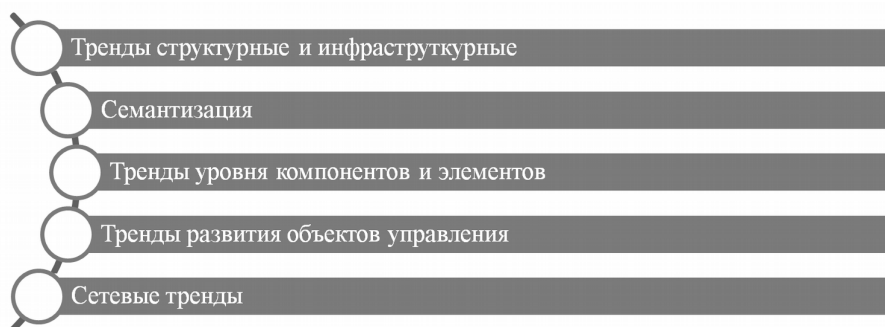 Тренды структурные и инфраструткурные
Семантизация
Тренды уровня компонентов и элементов
Тренды развития объектов управления
Сетевые тренды